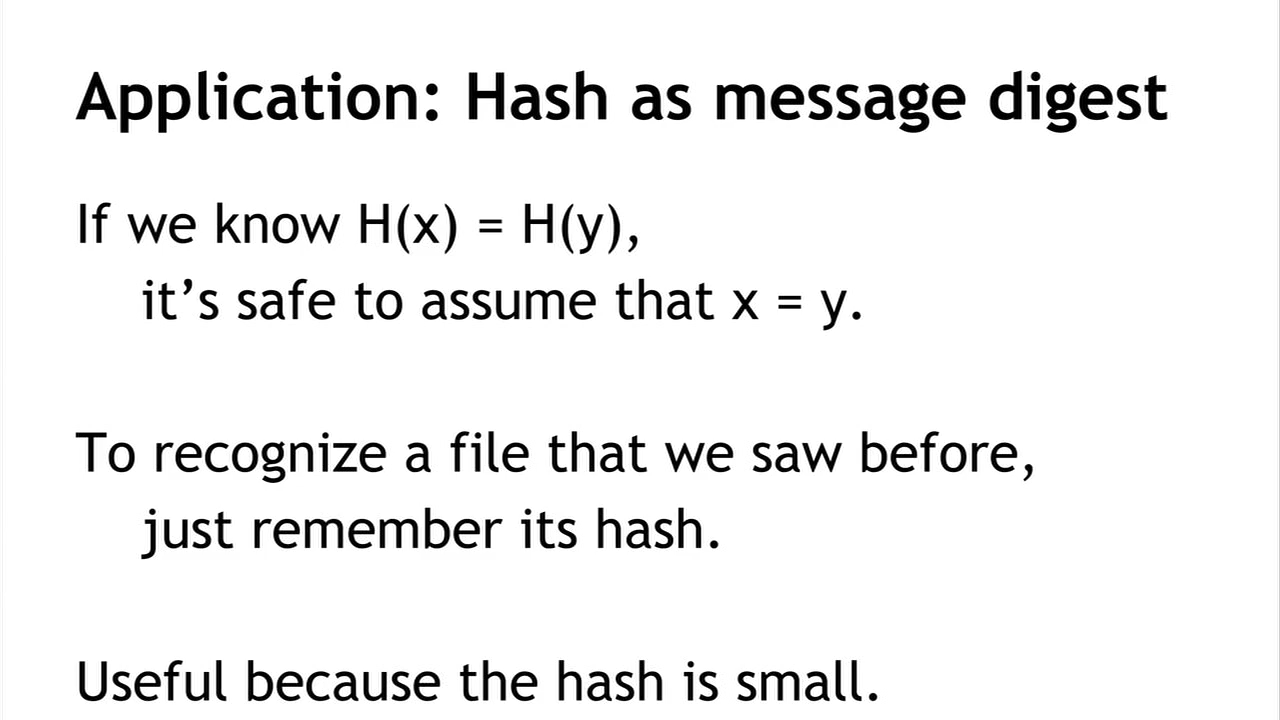 Application: Hash as message digest
If we know H(x) = H(y),
it’s safe to assume that x = y.
To recognize a file that we saw before,
just remember its hash.
Useful because the hash is small.